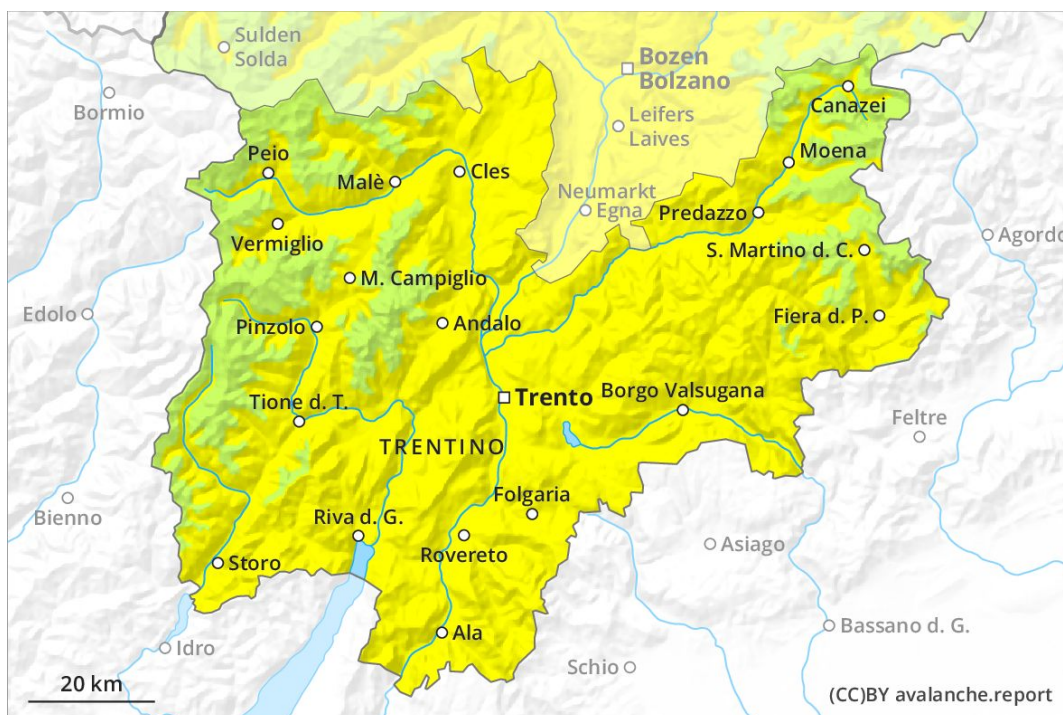 Sulden
Solda
Bozen
Bolzano
Bormio
Canazei
Leifers
Laives
Peio
Moena
Malè
Cles
Neumarkt
Egna
Predazzo
Vermiglio
Agordo
S. Martino d. C.
M. Campiglio
Edolo
Fiera d. P.
Pinzolo
Andalo
Trento
Borgo Valsugana
Tione d. T.
Feltre
TRENTINO
Bienno
Folgaria
Riva d. G.
Asiago
Rovereto
Storo
Bassano d. G.
Ala
Idro
Schio
20 km
(CC)BY avalanche.report